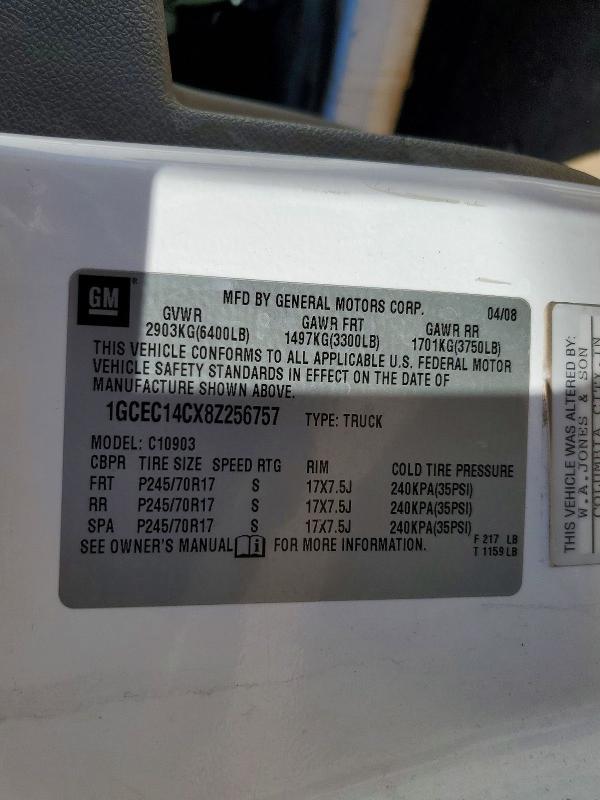 GM ®
MFD BY GENERAL MOTORS CORP. 04/08
GVWR GAWR FRT GAWR RR
2903KG(6400LB) 1497KG(3300LB) 1701KG(3750LB)
THIS VEHICLE CONFORMS TO ALL APPLICABLE U.S. FEDERAL MOTOR
VEHICLE SAFETY STANDARDS IN EFFECT ON THE DATE OF
MANUFACTURE SHOWN ABOVE.
1GCEC14CX8Z256757 TYPE: TRUCK
MODEL: C10903
CBPR TIRE SIZE SPEED RTG RIM COLD TIRE PRESSURE
FRT P245/70R17 S 17X7.5J 240KPA(35PSI)
RR P245/70R17 S 17X7.5J 240KPA(35PSI)
SPA P245/70R17 S 17X7.5J 240KPA(35PSI)
SEE OWNER'S MANUAL i FOR MORE INFORMATION. F 217 LB
T 1159 LB
THIS VEHICLE WAS ALTERED BY:
W.A.JONES & SON
COLUMBIA CITY, IN